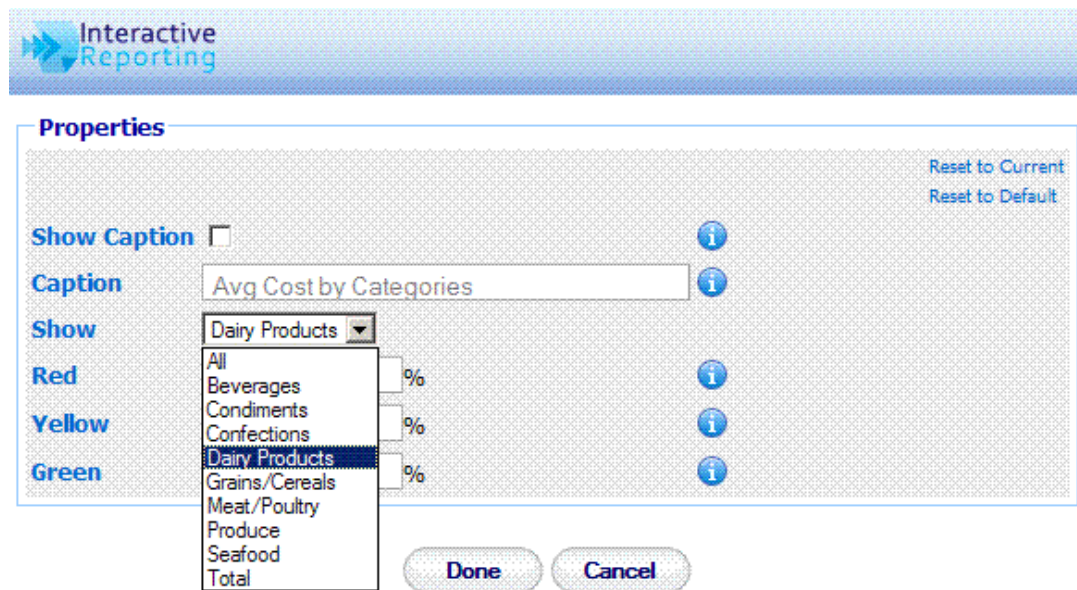 Interactive
Reporting
Properties
Reset to Current
Reset to Default
Show Caption
Caption Avg Cost by Categories
Show Dairy Products
All
Red %
Beverages
Condiments
Yellow %
Confections
Dairy Products
Green %
Grains/Cereals
Meat/Poultry
Produce
Seafood
Total
Done Cancel